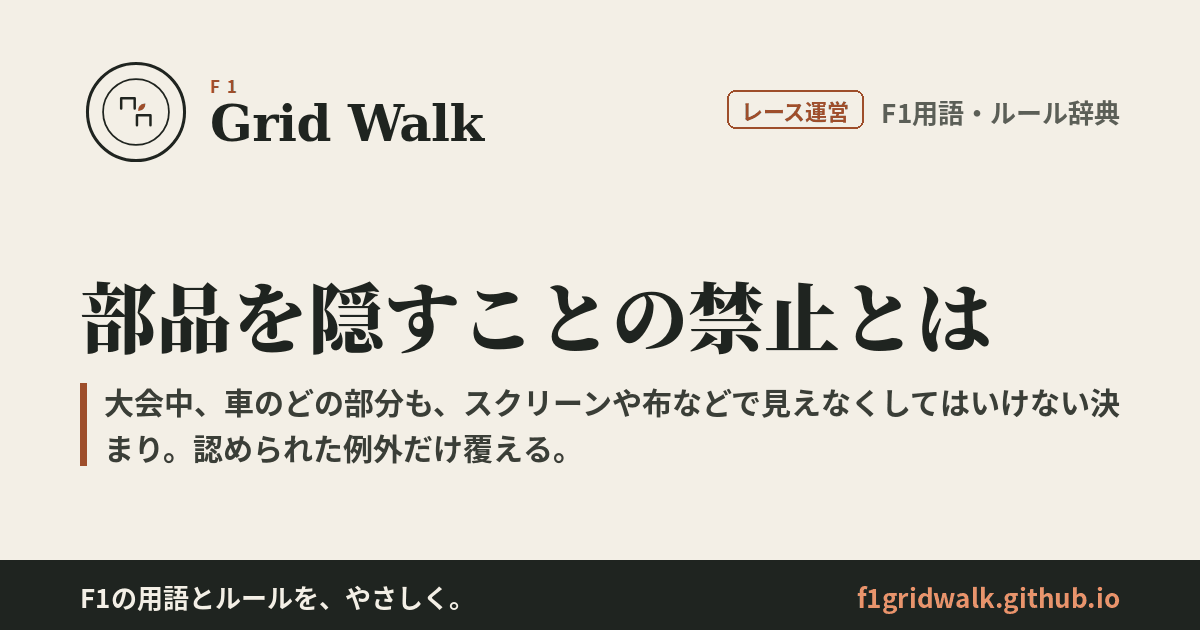 F1
Grid Walk
レース運営
F1用語・ルール辞典
部品を隠すことの禁止とは
大会中、車のどの部分も、スクリーンや布などで見えなくしてはいけない決
まり。認められた例外だけ覆える。
F1の用語とルールを、やさしく。
f1gridwalk.github.io